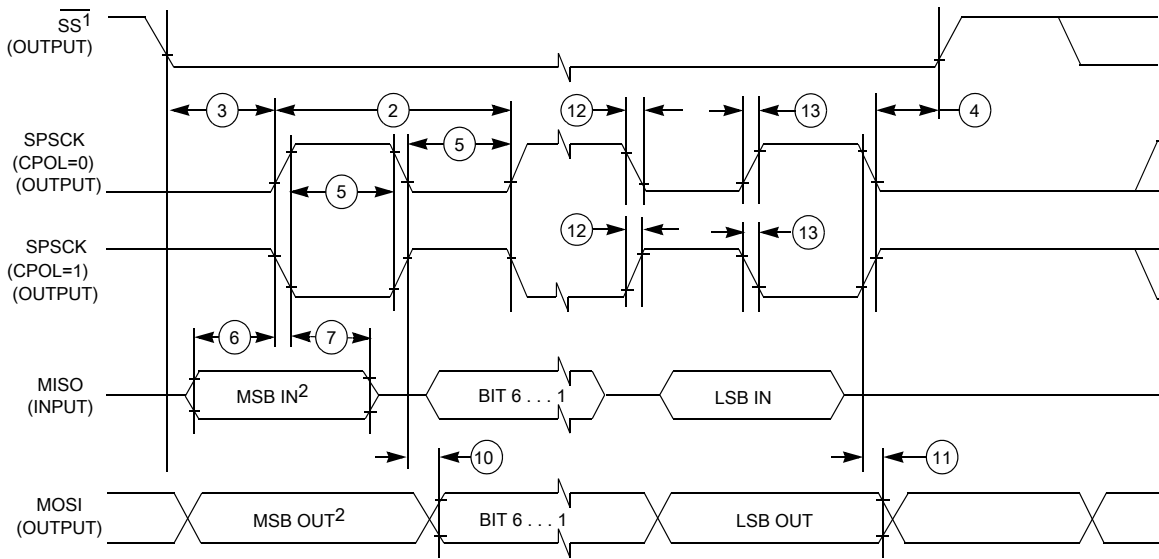 SS1
(OUTPUT)
3
2
12
13
4
SPSCK
(CPOL=0)
(OUTPUT)
5
5
SPSCK
(CPOL=1)
(OUTPUT)
12
13
6
7
MISO
(INPUT)
MSB IN2
BIT 6 . . . 1
LSB IN
10
11
MOSI
(OUTPUT)
MSB OUT2
BIT 6 . . . 1
LSB OUT